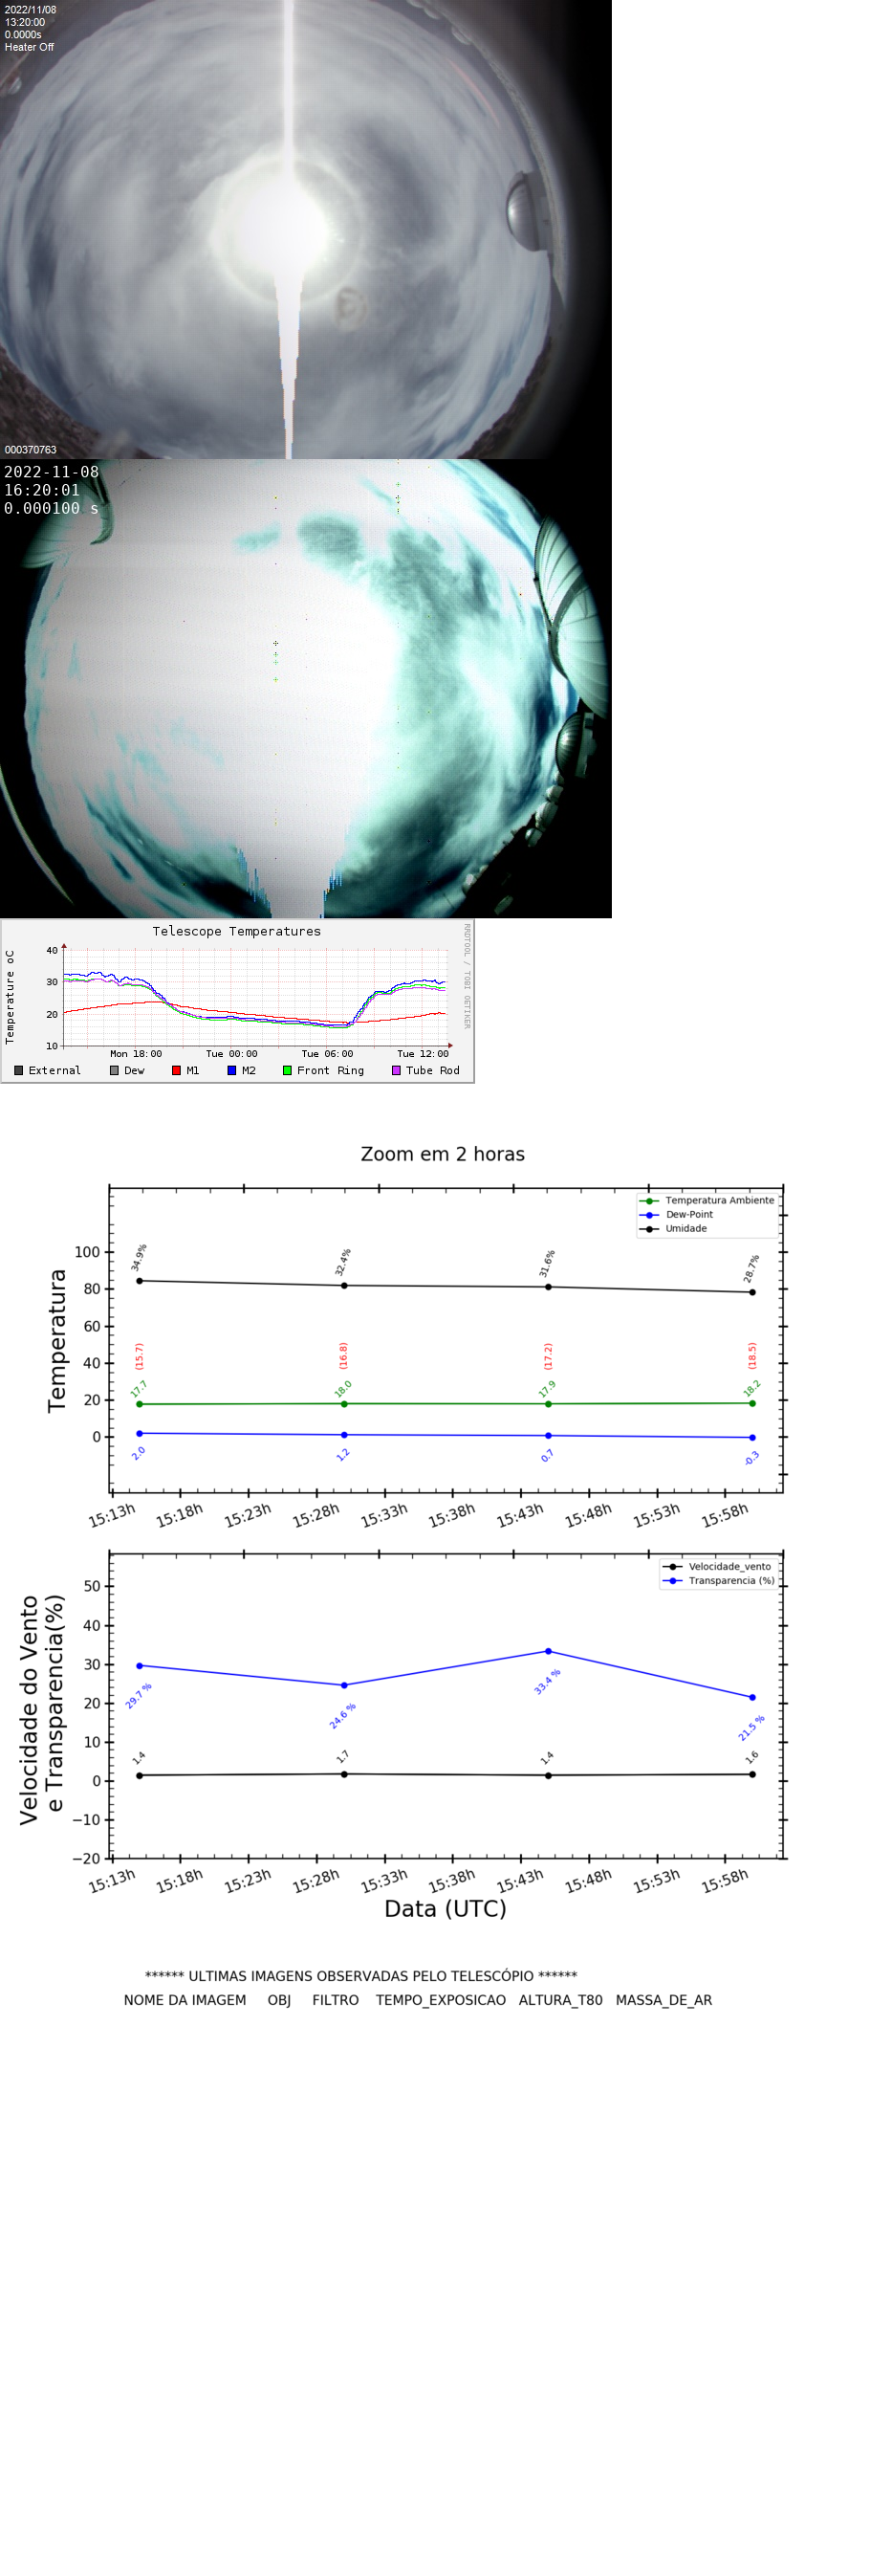 2022/11/08
13:20:00
0.0000s
Heater Off
000370763
2022-11-08
16:20:01
0.000100 s
Telescope Temperatures
RRDTOOL / TOBI OETIKER
Temperature oC
40
30
20
10
Mon 18:00 Tue 00:00 Tue 06:00 Tue 12:00
External Dew M1 M2 Front Ring Tube Rod
Zoom em 2 horas
Temperatura Ambiente
Dew-Point
Umidade
Temperatura
100
80
60
40
20
0
34.9% 32.4% 31.6% 28.7%
(15.7) (16.8) (17.2) (18.5)
17.7 18.0 17.9 18.2
2.0 1.2 0.7 -0.3
15:13h 15:18h 15:23h 15:28h 15:33h 15:38h 15:43h 15:48h 15:53h 15:58h
Velocidade_vento
Transparencia (%)
Velocidade do Vento
e Transparencia(%)
50
40
30
20
10
0
−10
−20
29.7 % 24.6 % 33.4 % 21.5 %
1.4 1.7 1.4 1.6
15:13h 15:18h 15:23h 15:28h 15:33h 15:38h 15:43h 15:48h 15:53h 15:58h
Data (UTC)
****** ULTIMAS IMAGENS OBSERVADAS PELO TELESCÓPIO ******
NOME DA IMAGEM OBJ FILTRO TEMPO_EXPOSICAO ALTURA_T80 MASSA_DE_AR